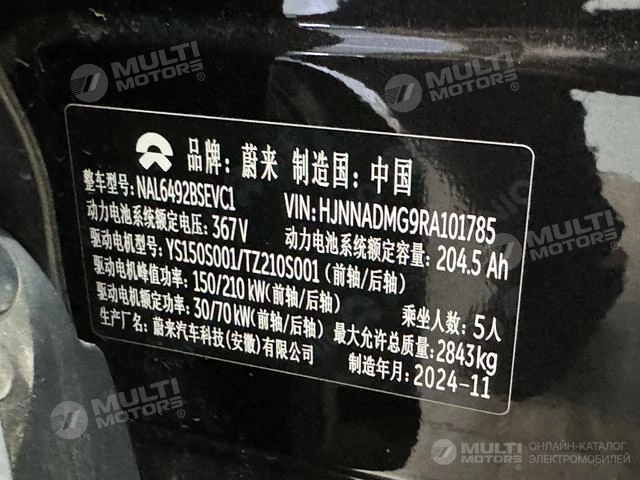 MULTI MOTORS
MULTI MOTORS
品牌：蔚来 制造国：中国
整车型号：NAL6492BSEVC1 VIN:HJNNADMG9RA101785
动力电池系统额定电压：367V 动力电池系统额定容量：204.5 Ah
驱动电机型号：YS150S001/TZ210S001（前轴/后轴）
驱动电机峰值功率：150/210 kW(前轴/后轴) 乘坐人数：5人
驱动电机额定功率：30/70 kW(前轴/后轴) 最大允许总质量：2843kg
生产厂名：蔚来汽车科技(安徽)有限公司 制造年月：2024-11
MULTI MOTORS
MULTI MOTORS
MULTI MOTORS
ОНЛАЙН-КАТАЛОГ
ЭЛЕКТРОМОБИЛЕЙ